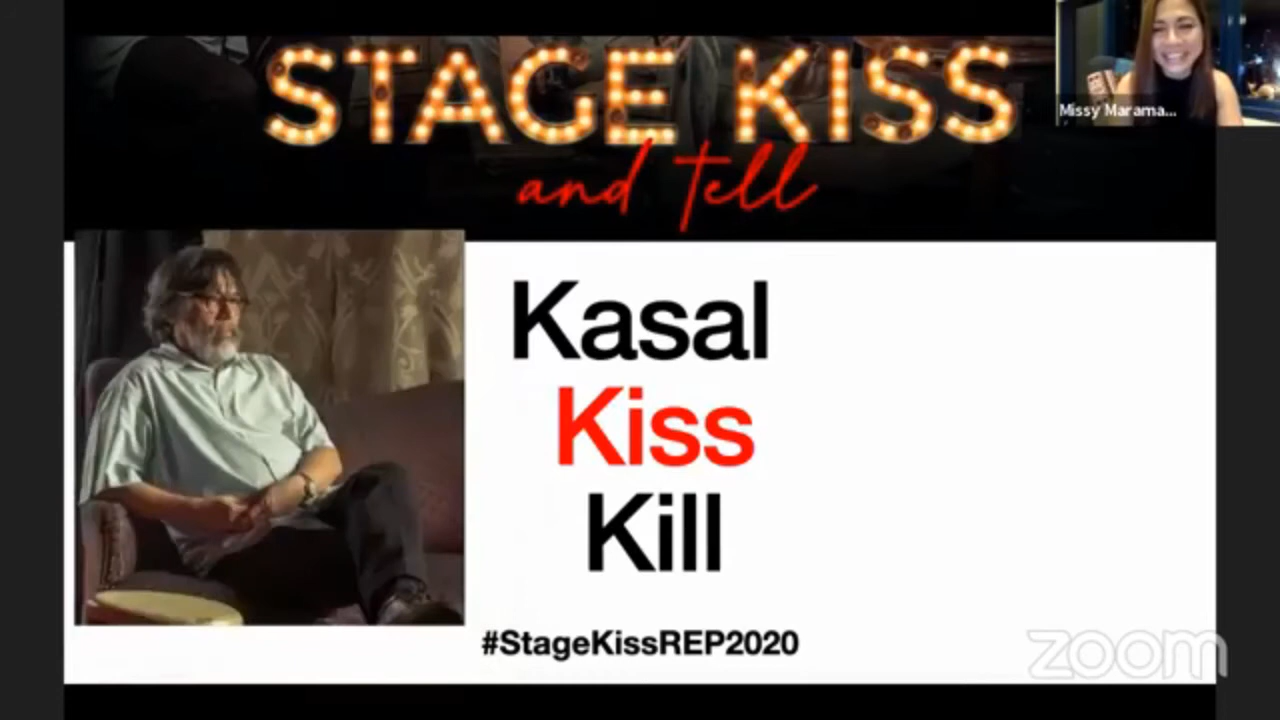 STAGE KISS
and tell
Missy Marama...
Kasal
Kiss
Kill
#StageKissREP2020
zoom